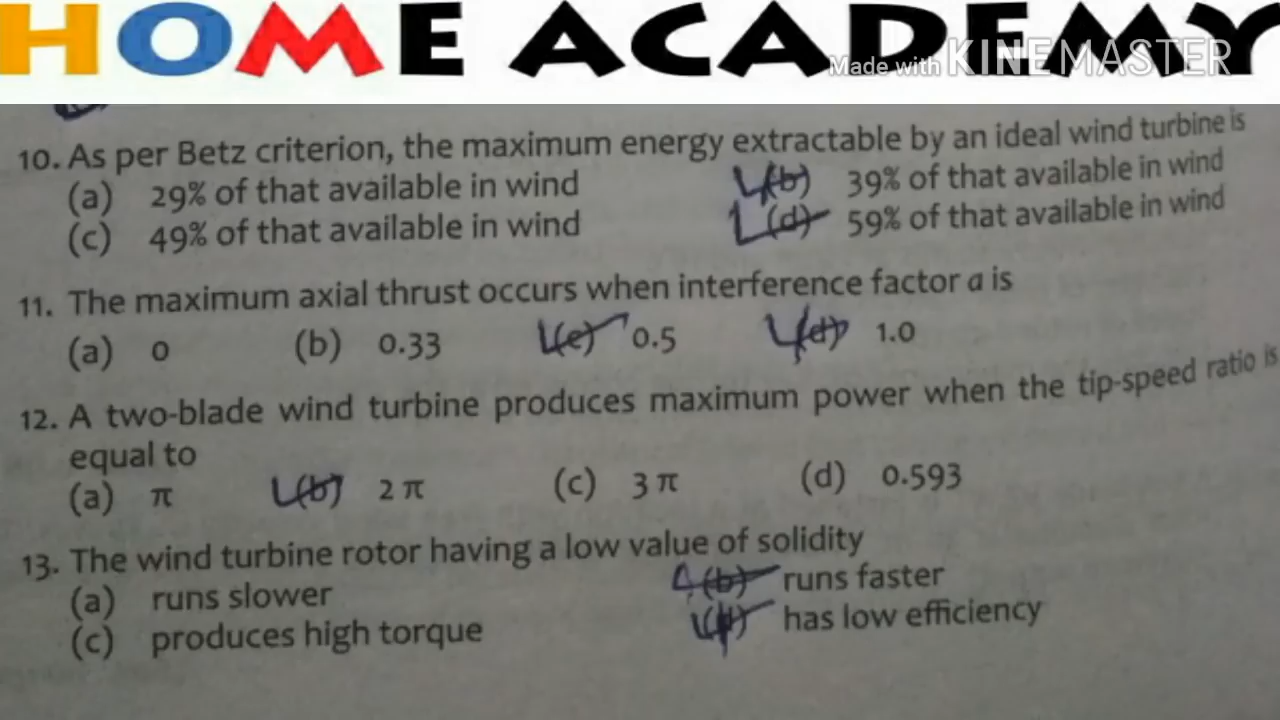 HOME ACADEMY
Made with KINEMASTER
10. As per Betz criterion, the maximum energy extractable by an ideal wind turbine is
(a) 29% of that available in wind (b) 39% of that available in wind
(c) 49% of that available in wind (d) 59% of that available in wind
11. The maximum axial thrust occurs when interference factor a is
(a) 0 (b) 0.33 (c) 0.5 (d) 1.0
12. A two-blade wind turbine produces maximum power when the tip-speed ratio is
equal to
(a) π (b) 2 π (c) 3 π (d) 0.593
13. The wind turbine rotor having a low value of solidity
(a) runs slower (b) runs faster
(c) produces high torque (d) has low efficiency